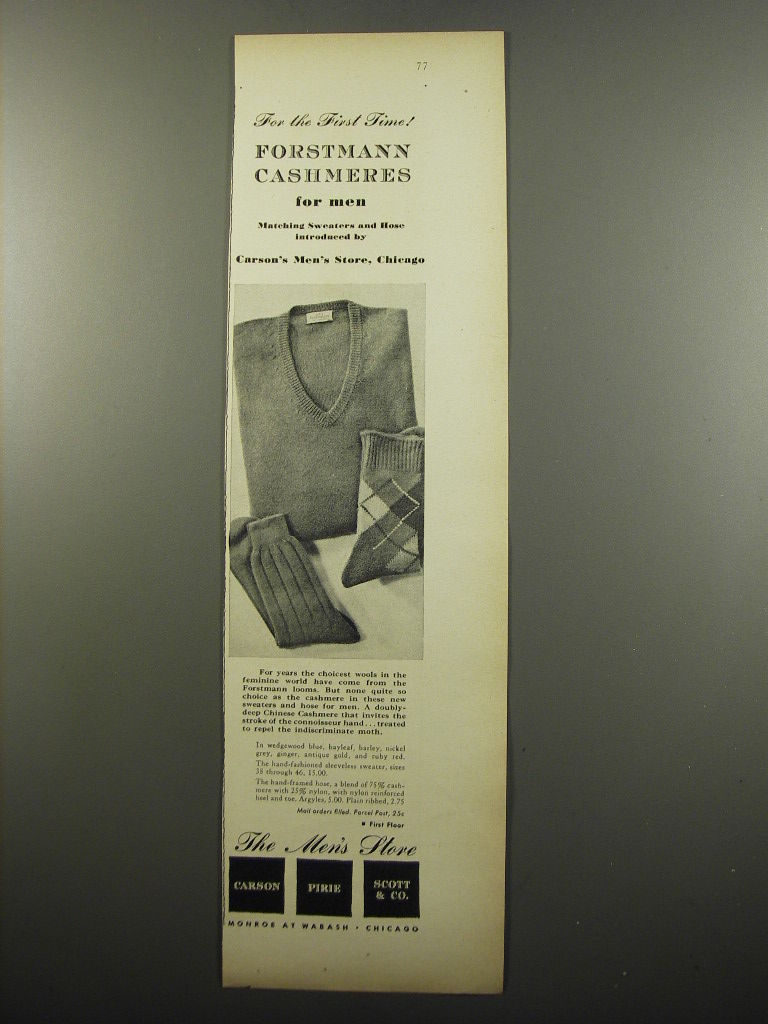 77
For the First Time!
FORSTMANN
CASHMERES
for men
Matching Sweaters and Hose
introduced by
Carson's Men's Store, Chicago
For years the choicest wools in the
feminine world have come from the
Forstmann looms. But none quite so
choice as the cashmere in these new
sweaters and hose for men. A doubly-
deep Chinese Cashmere that invites the
stroke of the connoisseur hand...treated
to repel the indiscriminate moth.
In wedgewood blue, bayleaf, barley, nickel
grey, ginger, antique gold, and ruby red.
The hand-fashioned sleeveless sweater, sizes
38 through 46, 15.00.
The hand-framed hose, a blend of 75% cash-
mere with 25% nylon, with nylon reinforced
heel and toe. Argyles, 5.00. Plain ribbed, 2.75
Mail orders filled. Parcel Post, 25c
▪ First Floor
The Men's Store
CARSON PIRIE SCOTT
& CO.
MONROE AT WABASH • CHICAGO